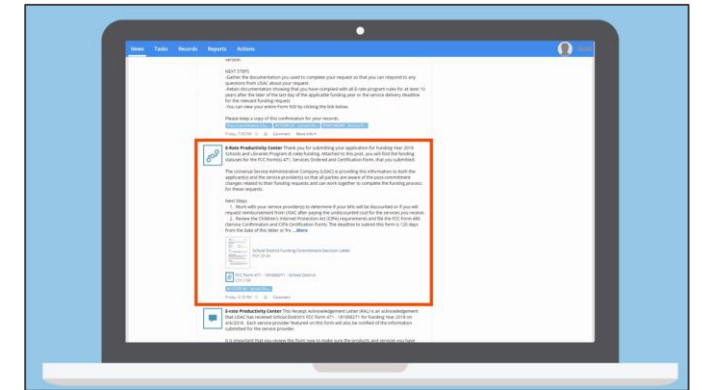 News Tasks Records Reports Actions
version.
NEXT STEPS
-Gather the documentation you used to complete your request so that you can respond to any
questions from USAC about your request.
-Retain documentation showing that you have complied with all E-rate program rules for at least 10
years after the later of the last day of the applicable funding year or the service delivery deadline
for the relevant funding request.
-You can view your entire Form 500 by clicking the link below.
Please keep a copy of this confirmation for your records.
Comment More Info
E-Rate Productivity Center Thank you for submitting your application for Funding Year 2018
Schools and Libraries Program (E-rate) funding. Attached to this post, you will find the funding
statuses for the FCC Form(s) 471, Services Ordered and Certification Form, that you submitted.
The Universal Service Administrative Company (USAC) is providing this information to both the
applicant(s) and the service provider(s) so that all parties are aware of the post-commitment
changes related to their funding requests and can work together to complete the funding process
for these requests.
Next Steps
1. Work with your service provider(s) to determine if your bills will be discounted or if you will
request reimbursement from USAC after paying the undiscounted cost for the services you receive.
2. Review the Children's Internet Protection Act (CIPA) requirements and file the FCC Form 486
(Service Confirmation and CIPA Certification Form). The deadline to submit this form is 120 days
from the date of this letter or fro ...More
School District Funding Commitment Decision Letter
FCC Form 471 - 181008271 - School District
Comment
E-rate Productivity Center This Receipt Acknowledgement Letter (RAL) is an acknowledgement
that USAC has received School District's FCC Form 471 - 181008271 for Funding Year 2018 on
Each service provider featured on this form will also be notified of the information
submitted for the service provider.
It is important that you review this form now to make sure the products and services you have